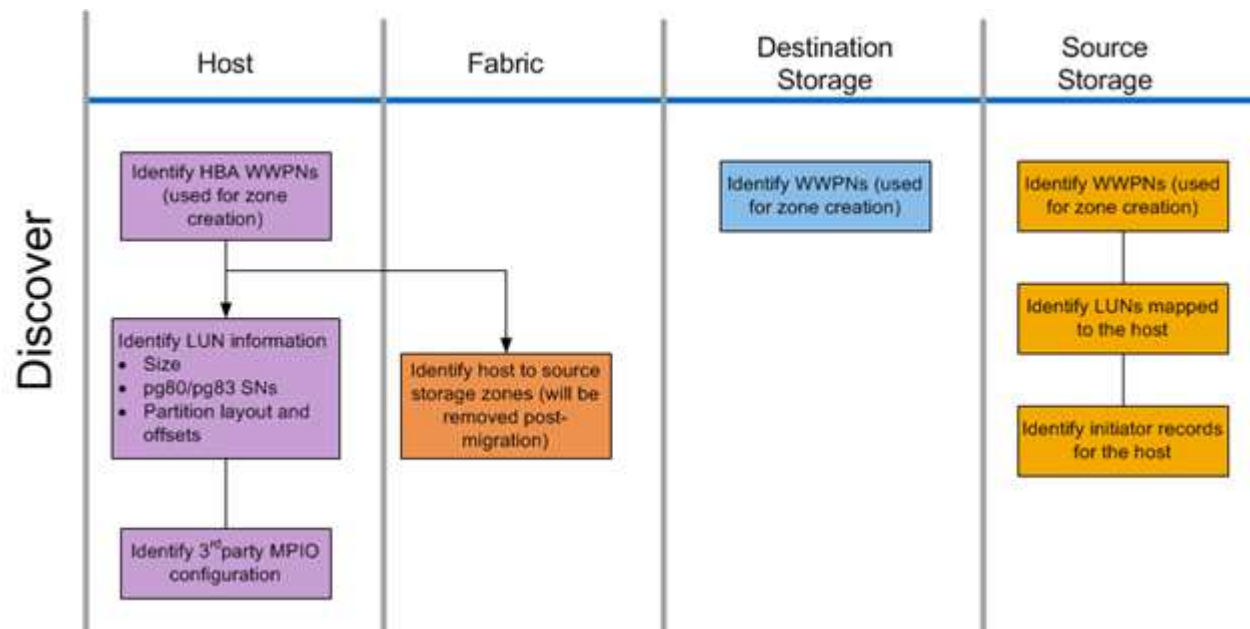 Host
Fabric
Destination
Storage
Source
Storage
Discover
Identify HBA WWPNs
(used for zone
creation)
Identify LUN information
• Size
• pg80/pg83 SNs
• Partition layout and
offsets
Identify 3rd party MPIO
configuration
Identify host to source
storage zones (will be
removed post-
migration)
Identify WWPNs (used
for zone creation)
Identify WWPNs (used
for zone creation)
Identify LUNs mapped
to the host
Identify initiator records
for the host